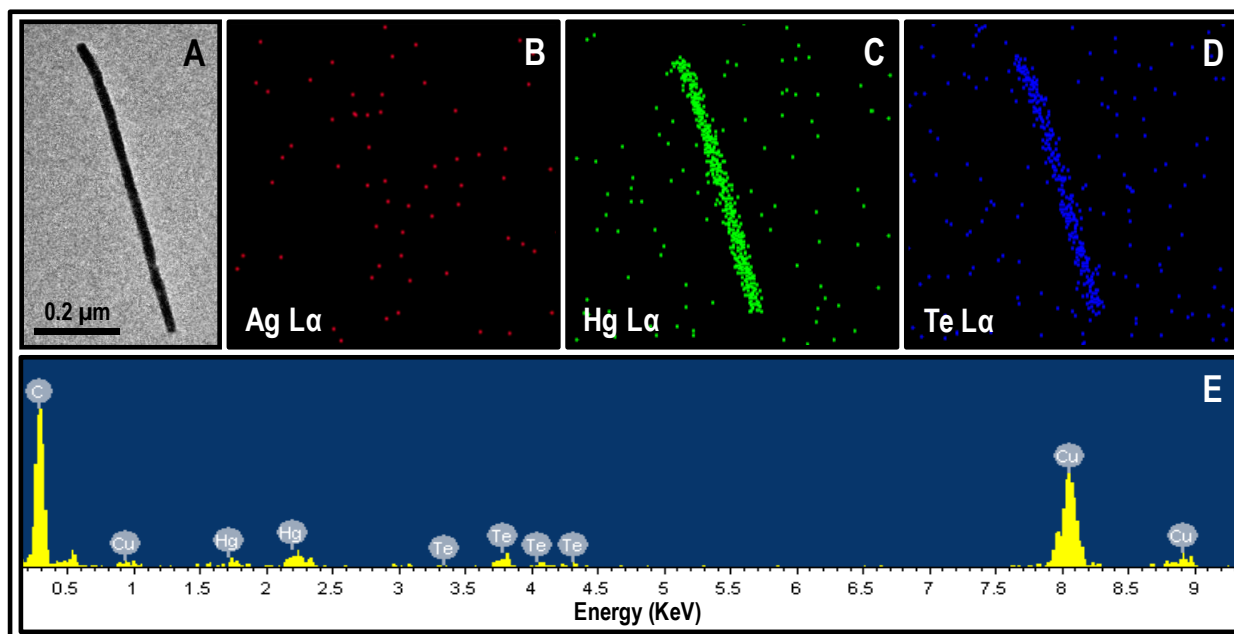 A
0.2 µm
B
Ag Lα
C
Hg Lα
D
Te Lα
E
C
Cu
Hg
Hg
Te
Te
Te
Te
Cu
Cu
0.5 1 1.5 2 2.5 3 3.5 4 4.5 5 5.5 6 6.5 7 7.5 8 8.5 9
Energy (KeV)